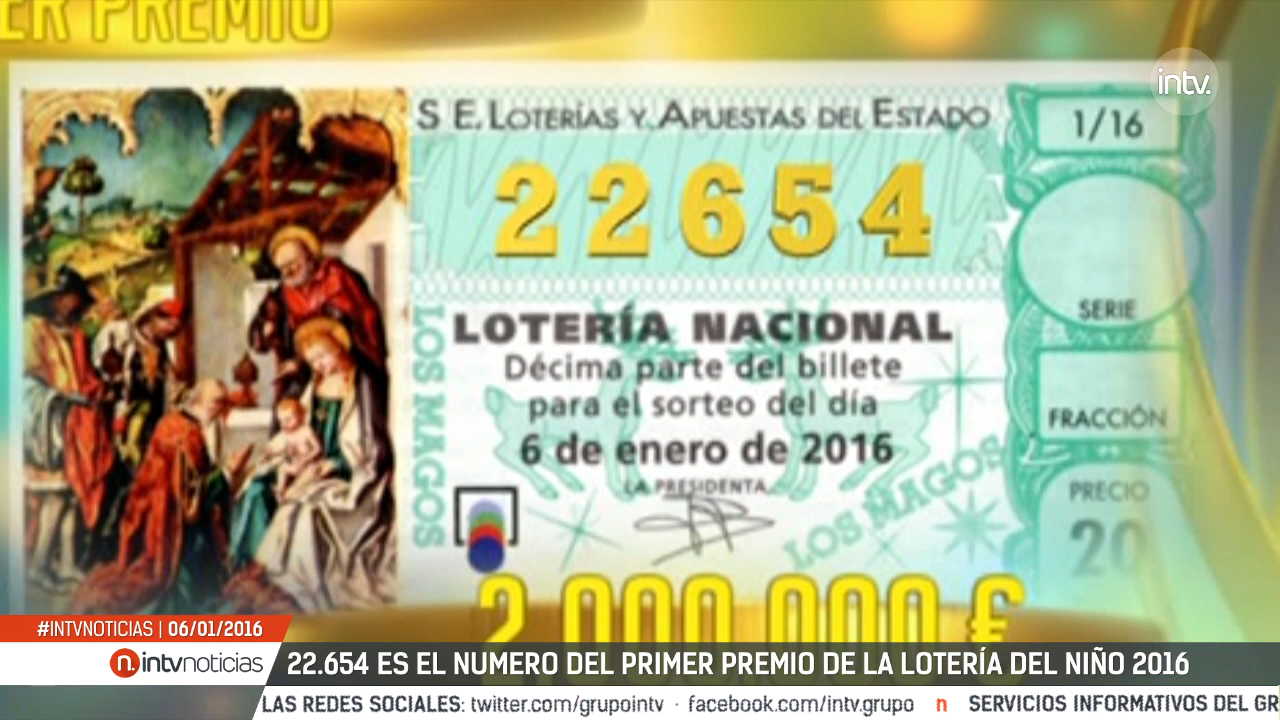 ER PREMIO
intv.
S E. LOTERÍAS Y APUESTAS DEL ESTADO
1/16
22654
SERIE
LOS MAGOS
LOTERÍA NACIONAL
Décima parte del billete
para el sorteo del día
6 de enero de 2016
FRACCIÓN
LA PRESIDENTA
LOS MAGOS
PRECIO
20
2.000.000 €
#INTVNOTICIAS | 06/01/2016
n. intvnoticias
22.654 ES EL NUMERO DEL PRIMER PREMIO DE LA LOTERÍA DEL NIÑO 2016
LAS REDES SOCIALES: twitter.com/grupointv · facebook.com/intv.grupo n SERVICIOS INFORMATIVOS DEL GR